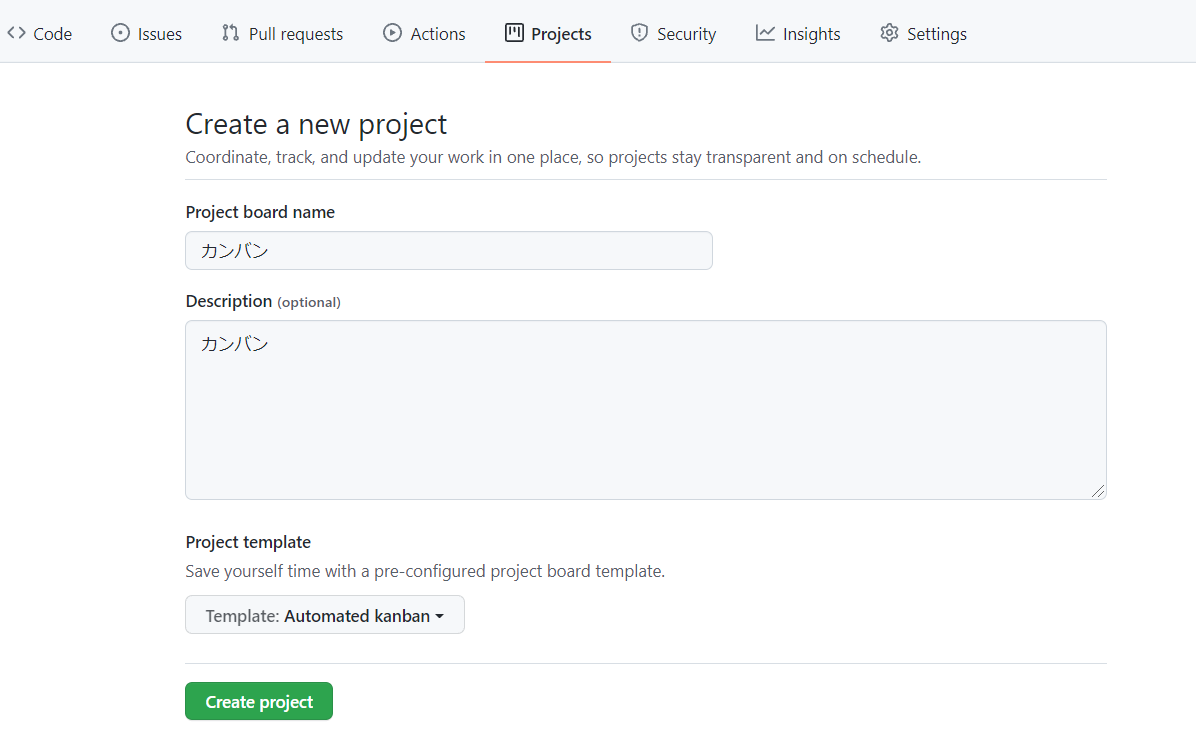 Code Issues Pull requests Actions Projects Security Insights Settings
Create a new project
Coordinate, track, and update your work in one place, so projects stay transparent and on schedule.
Project board name
カンバン
Description (optional)
カンバン
Project template
Save yourself time with a pre-configured project board template.
Template: Automated kanban
Create project